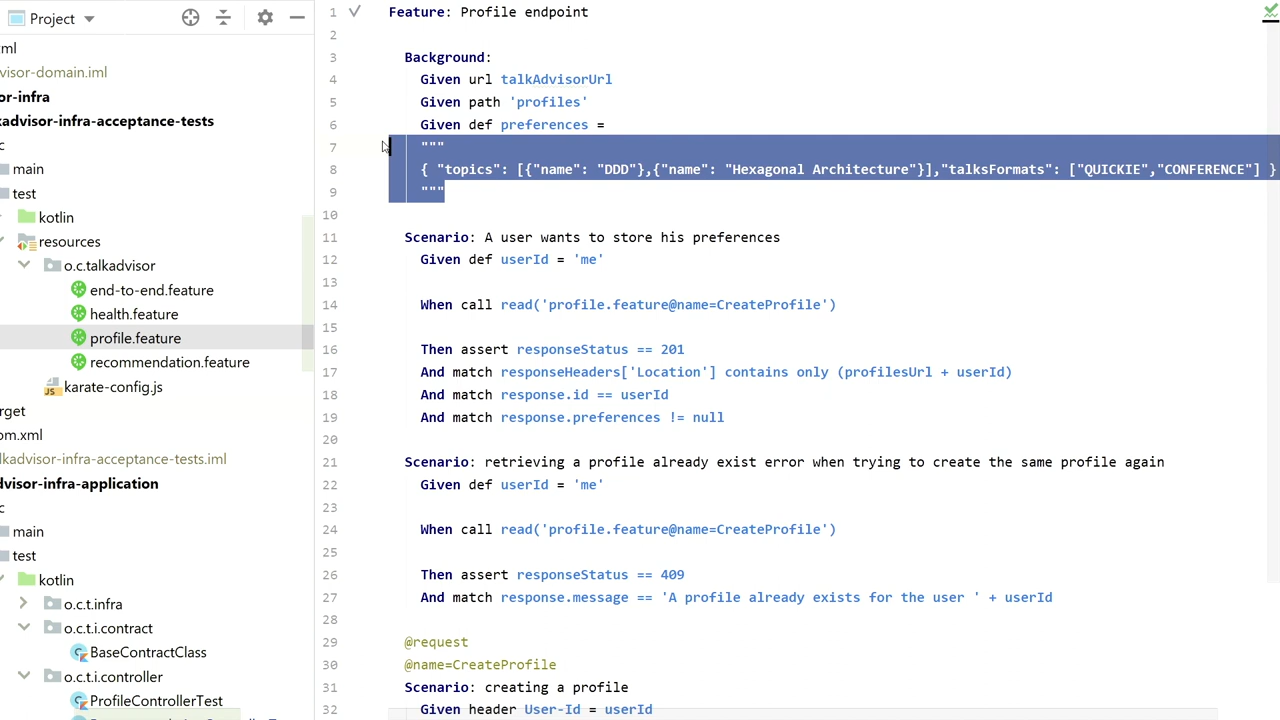 Project
ml
visor-domain.iml
or-infra
kadvisor-infra-acceptance-tests
c
main
test
kotlin
resources
o.c.talkadvisor
end-to-end.feature
health.feature
profile.feature
recommendation.feature
JS karate-config.js
rget
om.xml
lkadvisor-infra-acceptance-tests.iml
dvisor-infra-application
c
main
test
kotlin
o.c.t.infra
o.c.t.i.contract
BaseContractClass
o.c.t.i.controller
ProfileControllerTest
1 Feature: Profile endpoint
2
3 Background:
4 Given url talkAdvisorUrl
5 Given path 'profiles'
6 Given def preferences =
7 """
8 { "topics": [{"name": "DDD"},{"name": "Hexagonal Architecture"}],"talksFormats": ["QUICKIE","CONFERENCE"] }
9 """
10
11 Scenario: A user wants to store his preferences
12 Given def userId = 'me'
13
14 When call read('profile.feature@name=CreateProfile')
15
16 Then assert responseStatus == 201
17 And match responseHeaders['Location'] contains only (profilesUrl + userId)
18 And match response.id == userId
19 And match response.preferences != null
20
21 Scenario: retrieving a profile already exist error when trying to create the same profile again
22 Given def userId = 'me'
23
24 When call read('profile.feature@name=CreateProfile')
25
26 Then assert responseStatus == 409
27 And match response.message == 'A profile already exists for the user ' + userId
28
29 @request
30 @name=CreateProfile
31 Scenario: creating a profile
32 Given header User-Id = userId